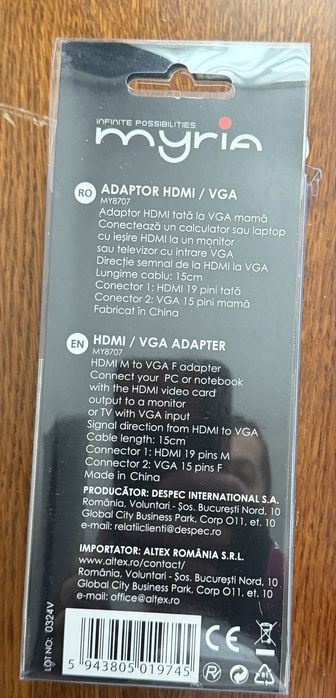 INFINITE POSSIBILITIES
myria
RO ADAPTOR HDMI / VGA
MY8707
Adaptor HDMI tată la VGA mamă
Conectează un calculator sau laptop
cu ieșire HDMI la un monitor
sau televizor cu intrare VGA
Direcție semnal de la HDMI la VGA
Lungime cablu: 15cm
Conector 1: HDMI 19 pini tată
Conector 2: VGA 15 pini mamă
Fabricat în China
EN HDMI / VGA ADAPTER
MY8707
HDMI M to VGA F adapter
Connect your PC or notebook
with the HDMI video card
output to a monitor
or TV with VGA input
Signal direction from HDMI to VGA
Cable length: 15cm
Connector 1: HDMI 19 pins M
Connector 2: VGA 15 pins F
Made in China
PRODUCĂTOR: DESPEC INTERNATIONAL S.A.
România, Voluntari - Șos. București Nord, 10
Global City Business Park, Corp O11, et. 10
e-mail: relatiiclienti@despec.ro
IMPORTATOR: ALTEX ROMÂNIA S.R.L.
www.altex.ro/contact/
România, Voluntari - Șos. București Nord, 10
Global City Business Park, Corp O11, et. 10
e-mail: office@altex.ro
LOT NO: 0324V
CE
5 943805 019745